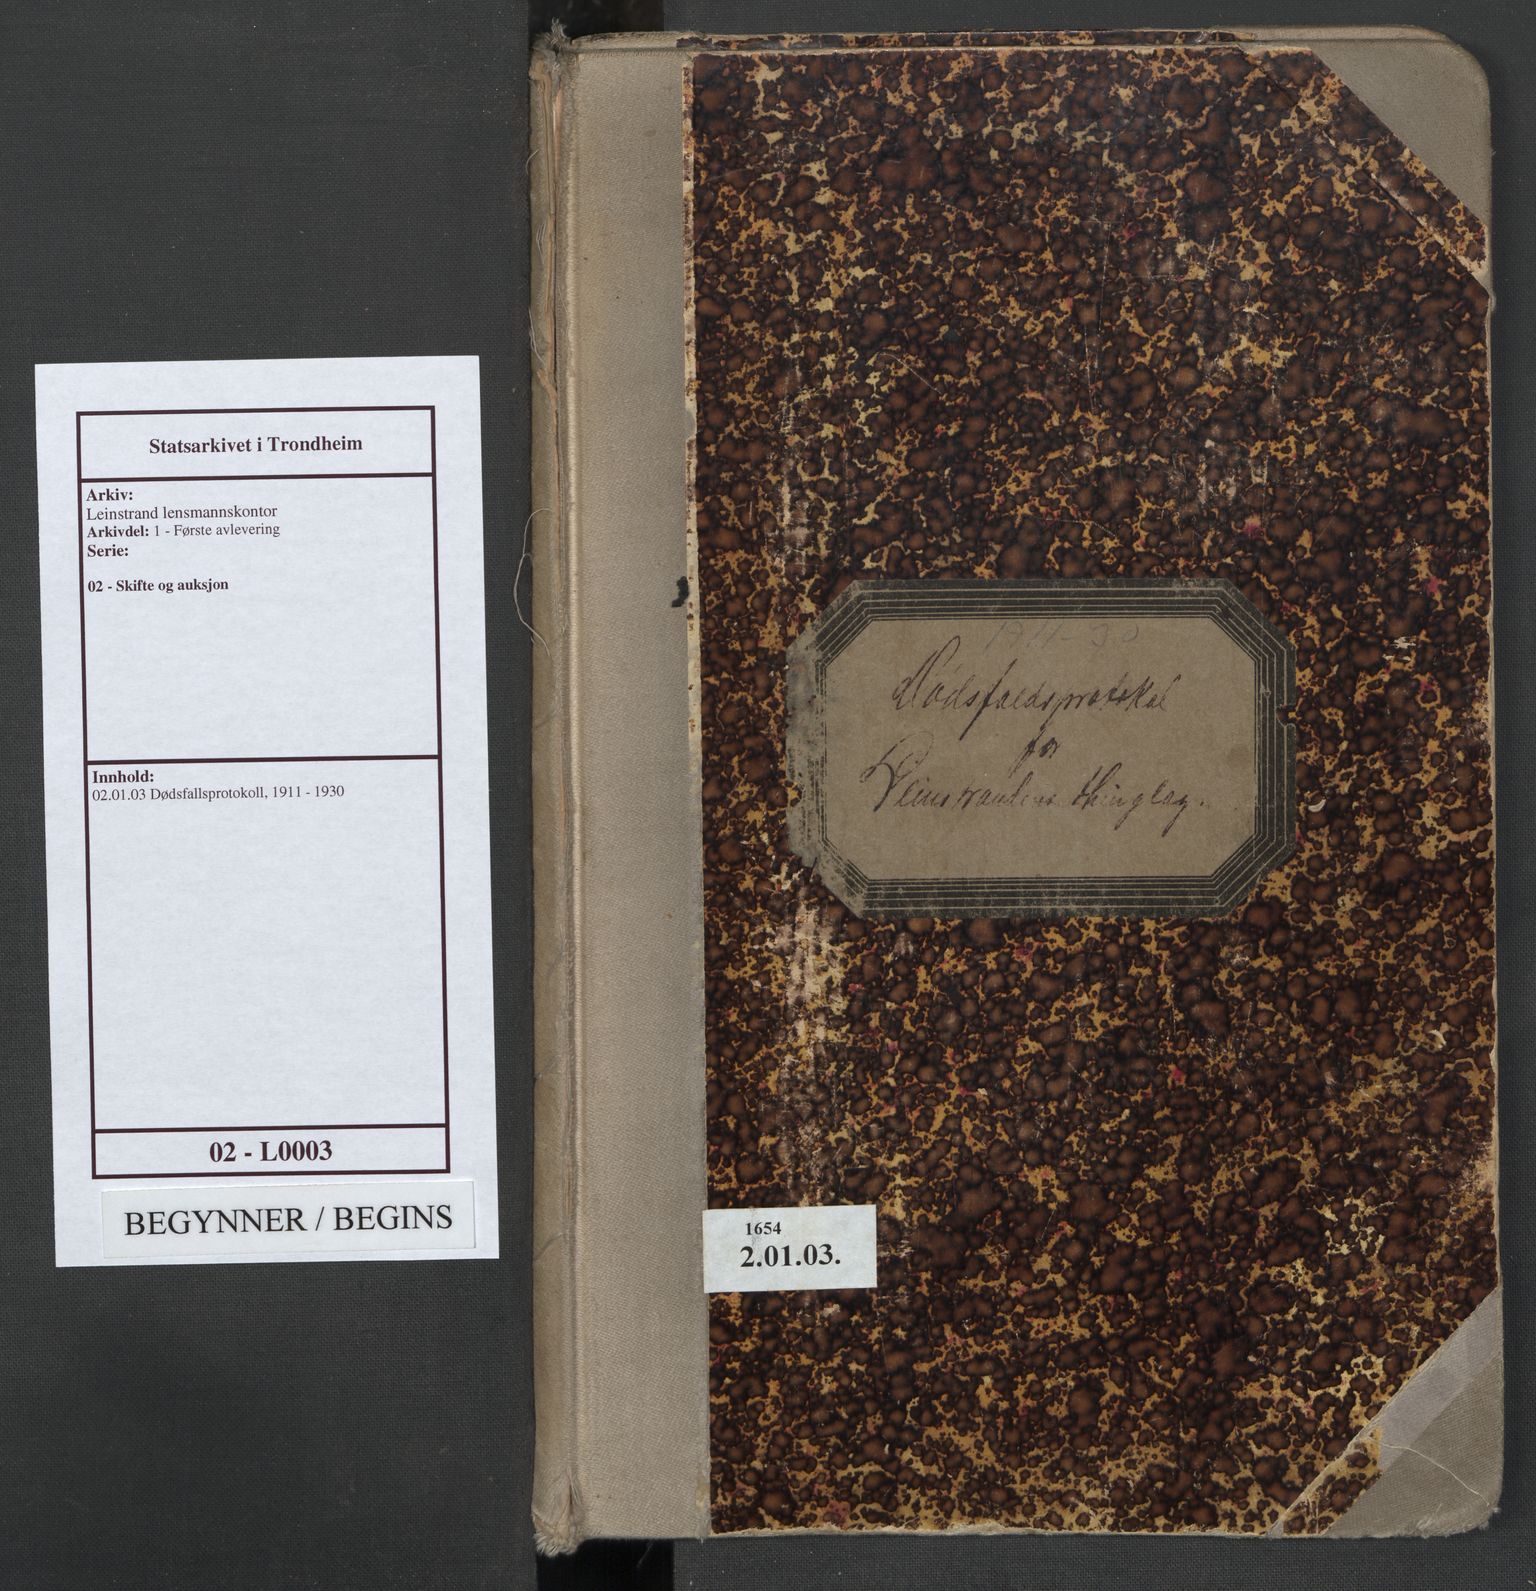 Statsarkivet i Trondheim
Arkiv:
Leinstrand lensmannskontor
Arkivdel: 1 - Første avlevering
Serie:
02 - Skifte og auksjon
Innhold:
02.01.03 Dødsfallsprotokoll, 1911 - 1930
02 - L0003
BEGYNNER / BEGINS
1911-30
Dødsfaldsprotokol
for
Leinstrandens thinglag.
1654
2.01.03.